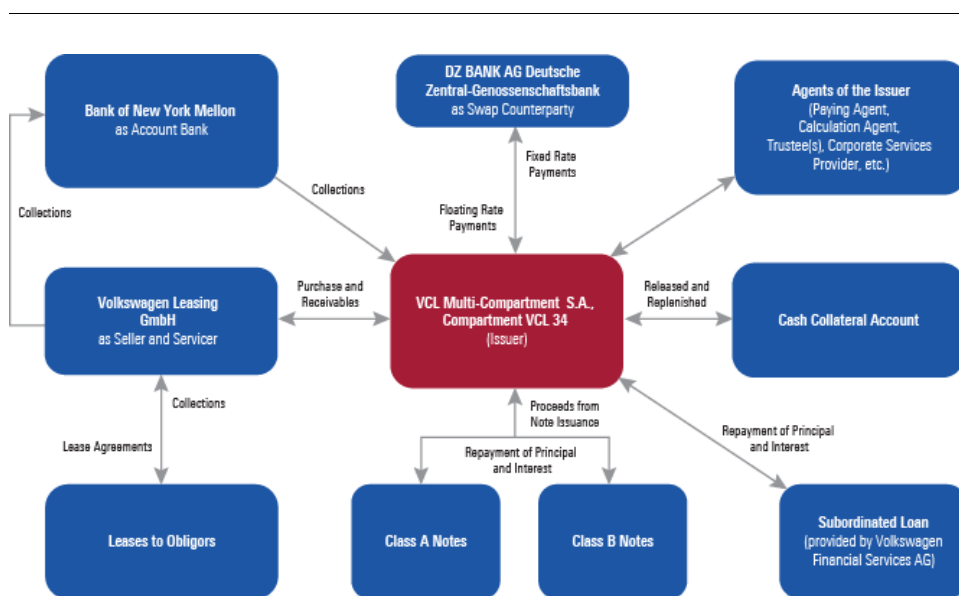 Bank of New York Mellon
as Account Bank
DZ BANK AG Deutsche
Zentral-Genossenschaftsbank
as Swap Counterparty
Agents of the Issuer
(Paying Agent,
Calculation Agent,
Trustee(s), Corporate Services
Provider, etc.)
Collections
Collections
Fixed Rate
Payments
Floating Rate
Payments
Volkswagen Leasing
GmbH
as Seller and Servicer
Purchase and
Receivables
VCL Multi-Compartment S.A.,
Compartment VCL 34
(Issuer)
Released and
Replenished
Cash Collateral Account
Collections
Lease Agreements
Proceeds from
Note Issuance
Repayment of Principal
and Interest
Repayment of Principal
and Interest
Leases to Obligors
Class A Notes
Class B Notes
Subordinated Loan
(provided by Volkswagen
Financial Services AG)